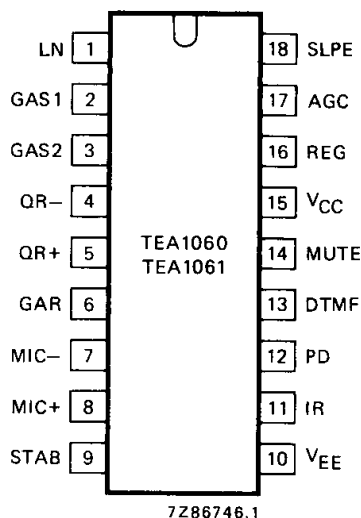 LN 1 18 SLPE
GAS1 2 17 AGC
GAS2 3 16 REG
QR− 4 15 VCC
QR+ 5 TEA1060 14 MUTE
TEA1061
GAR 6 13 DTMF
MIC− 7 12 PD
MIC+ 8 11 IR
STAB 9 10 VEE
7Z86746.1